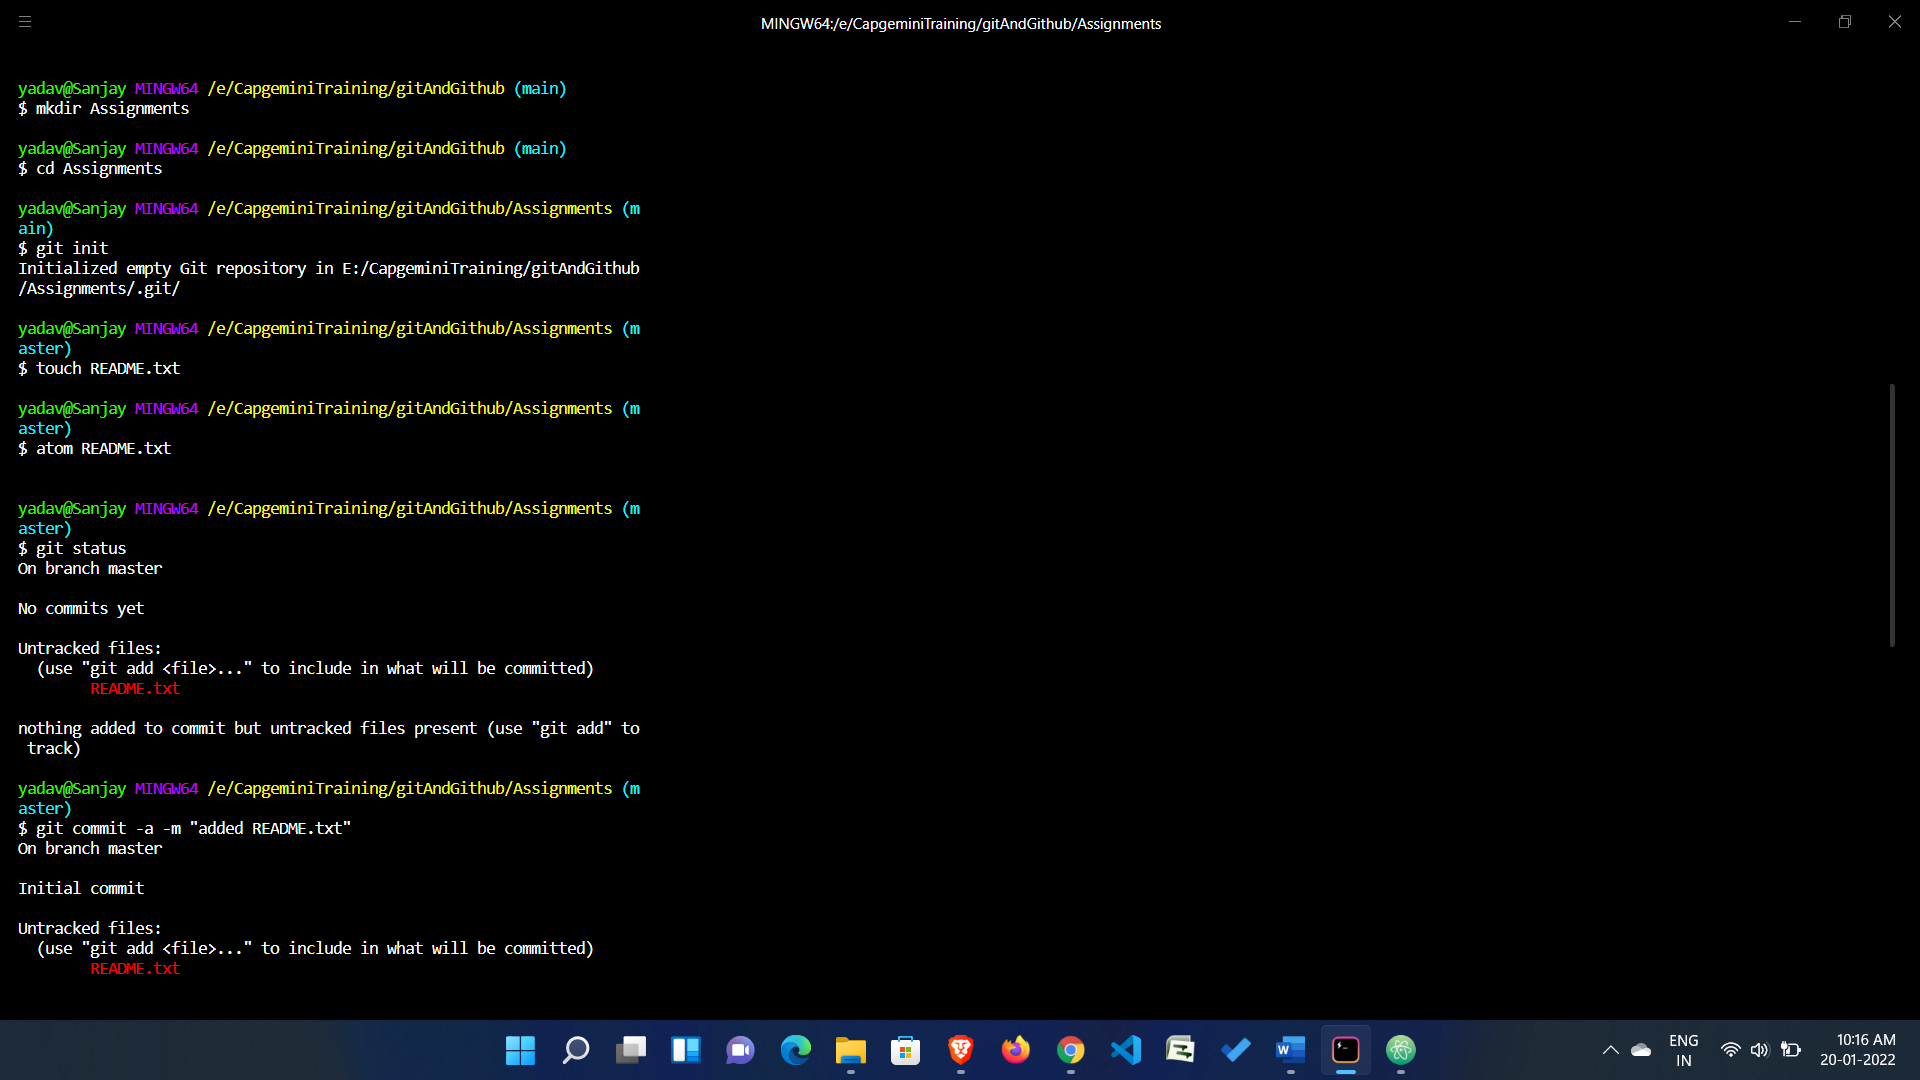 MINGW64:/e/CapgeminiTraining/gitAndGithub/Assignments
yadav@Sanjay MINGW64 /e/CapgeminiTraining/gitAndGithub (main)
$ mkdir Assignments
yadav@Sanjay MINGW64 /e/CapgeminiTraining/gitAndGithub (main)
$ cd Assignments
yadav@Sanjay MINGW64 /e/CapgeminiTraining/gitAndGithub/Assignments (m
ain)
$ git init
Initialized empty Git repository in E:/CapgeminiTraining/gitAndGithub
/Assignments/.git/
yadav@Sanjay MINGW64 /e/CapgeminiTraining/gitAndGithub/Assignments (m
aster)
$ touch README.txt
yadav@Sanjay MINGW64 /e/CapgeminiTraining/gitAndGithub/Assignments (m
aster)
$ atom README.txt
yadav@Sanjay MINGW64 /e/CapgeminiTraining/gitAndGithub/Assignments (m
aster)
$ git status
On branch master
No commits yet
Untracked files:
  (use "git add <file>..." to include in what will be committed)
        README.txt
nothing added to commit but untracked files present (use "git add" to
 track)
yadav@Sanjay MINGW64 /e/CapgeminiTraining/gitAndGithub/Assignments (m
aster)
$ git commit -a -m "added README.txt"
On branch master
Initial commit
Untracked files:
  (use "git add <file>..." to include in what will be committed)
        README.txt
ENG
IN
10:16 AM
20-01-2022